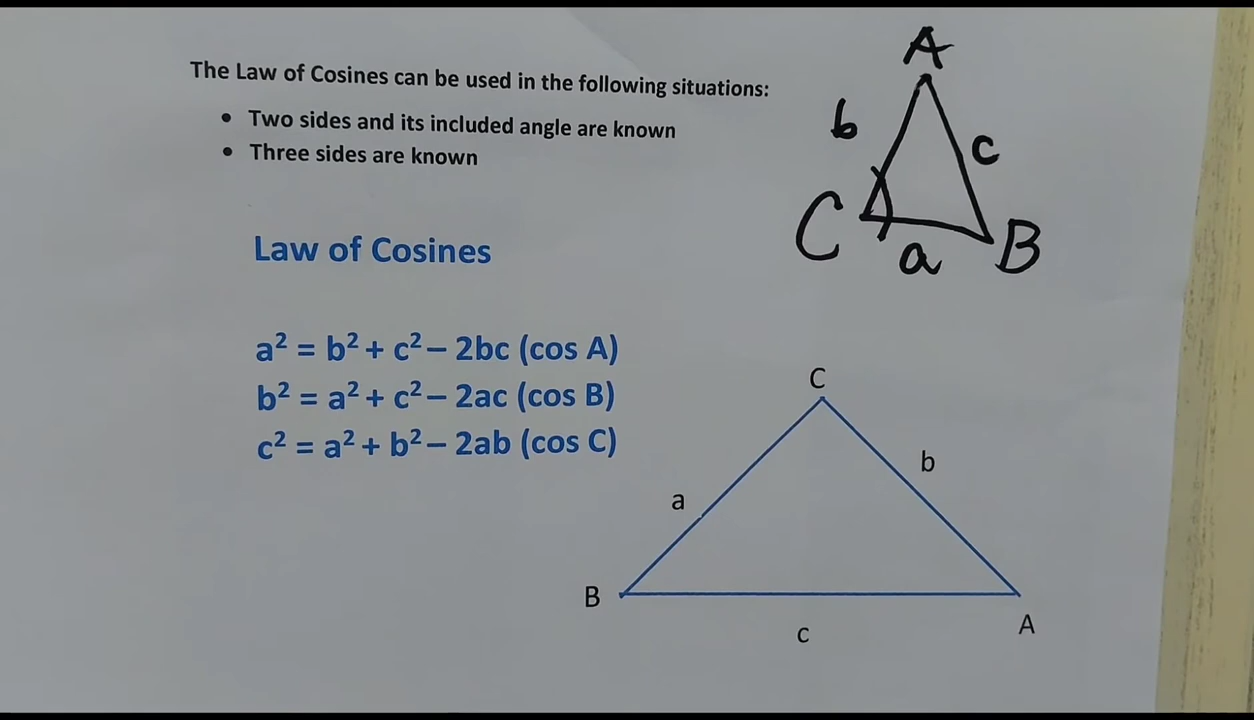 The Law of Cosines can be used in the following situations:
• Two sides and its included angle are known
• Three sides are known
A
b
c
C
a
B
Law of Cosines
a² = b² + c² – 2bc (cos A)
b² = a² + c² – 2ac (cos B)
c² = a² + b² – 2ab (cos C)
C
b
a
B
A
c